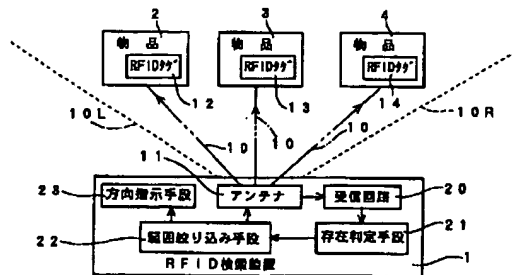 2 3 4
物品 物品 物品
RFIDタグ RFIDタグ RFIDタグ
12 13 14
10L 10R
10 10 10
11
23 方向指示手段 アンテナ 受信回路 20
22 範囲絞り込み手段 存在判定手段 21
RFID検索装置 1